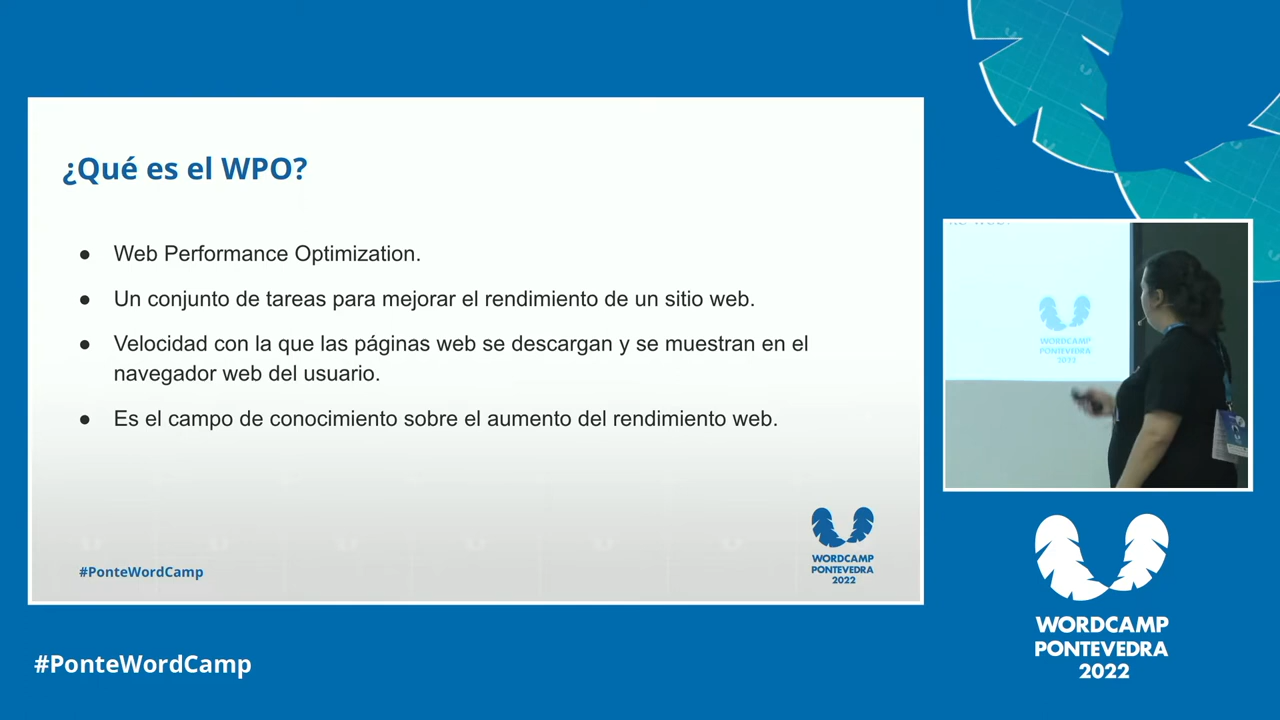 ¿Qué es el WPO?
● Web Performance Optimization.
● Un conjunto de tareas para mejorar el rendimiento de un sitio web.
● Velocidad con la que las páginas web se descargan y se muestran en el
navegador web del usuario.
● Es el campo de conocimiento sobre el aumento del rendimiento web.
#PonteWordCamp
WORDCAMP
PONTEVEDRA
2022
WORDCAMP
PONTEVEDRA
2022
WORDCAMP
PONTEVEDRA
2022
#PonteWordCamp